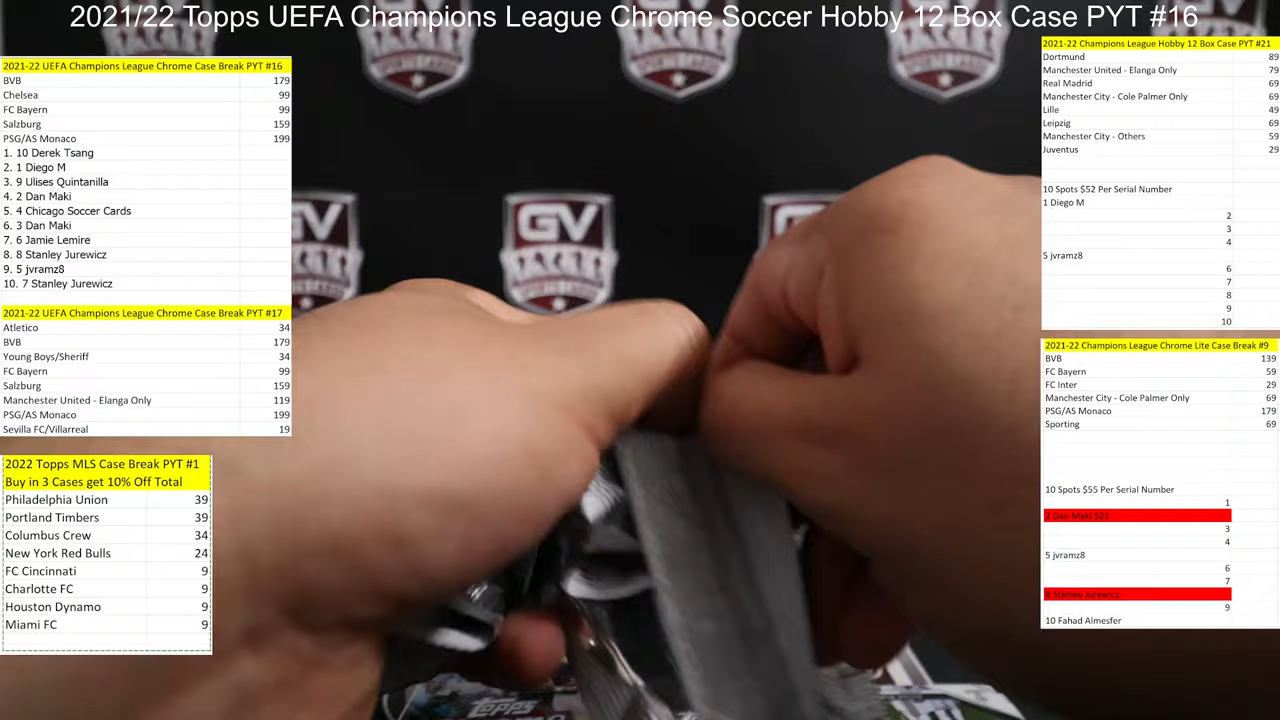 2021/22 Topps UEFA Champions League Chrome Soccer Hobby 12 Box Case PYT #16
2021-22 UEFA Champions League Chrome Case Break PYT #16
BVB 179
Chelsea 99
FC Bayern 99
Salzburg 159
PSG/AS Monaco 199
1. 10 Derek Tsang
2. 1 Diego M
3. 9 Ulises Quintanilla
4. 2 Dan Maki
5. 4 Chicago Soccer Cards
6. 3 Dan Maki
7. 6 Jamie Lemire
8. 8 Stanley Jurewicz
9. 5 jvramz8
10. 7 Stanley Jurewicz
2021-22 UEFA Champions League Chrome Case Break PYT #17
Atletico 34
BVB 179
Young Boys/Sheriff 34
FC Bayern 99
Salzburg 159
Manchester United - Elanga Only 119
PSG/AS Monaco 199
Sevilla FC/Villarreal 19
2022 Topps MLS Case Break PYT #1
Buy in 3 Cases get 10% Off Total
Philadelphia Union 39
Portland Timbers 39
Columbus Crew 34
New York Red Bulls 24
FC Cincinnati 9
Charlotte FC 9
Houston Dynamo 9
Miami FC 9
2021-22 Champions League Hobby 12 Box Case PYT #21
Dortmund 89
Manchester United - Elanga Only 79
Real Madrid 69
Manchester City - Cole Palmer Only 69
Lille 49
Leipzig 69
Manchester City - Others 59
Juventus 29
10 Spots $52 Per Serial Number
1 Diego M
2
3
4
5 jvramz8
6
7
8
9
10
2021-22 Champions League Chrome Lite Case Break #9
BVB 139
FC Bayern 59
FC Inter 29
Manchester City - Cole Palmer Only 69
PSG/AS Monaco 179
Sporting 69
10 Spots $55 Per Serial Number
1
2 Dan Maki 521
3
4
5 jvramz8
6
7
8 Stanley Jurewicz
9
10 Fahad Almesfer
GV
Topps